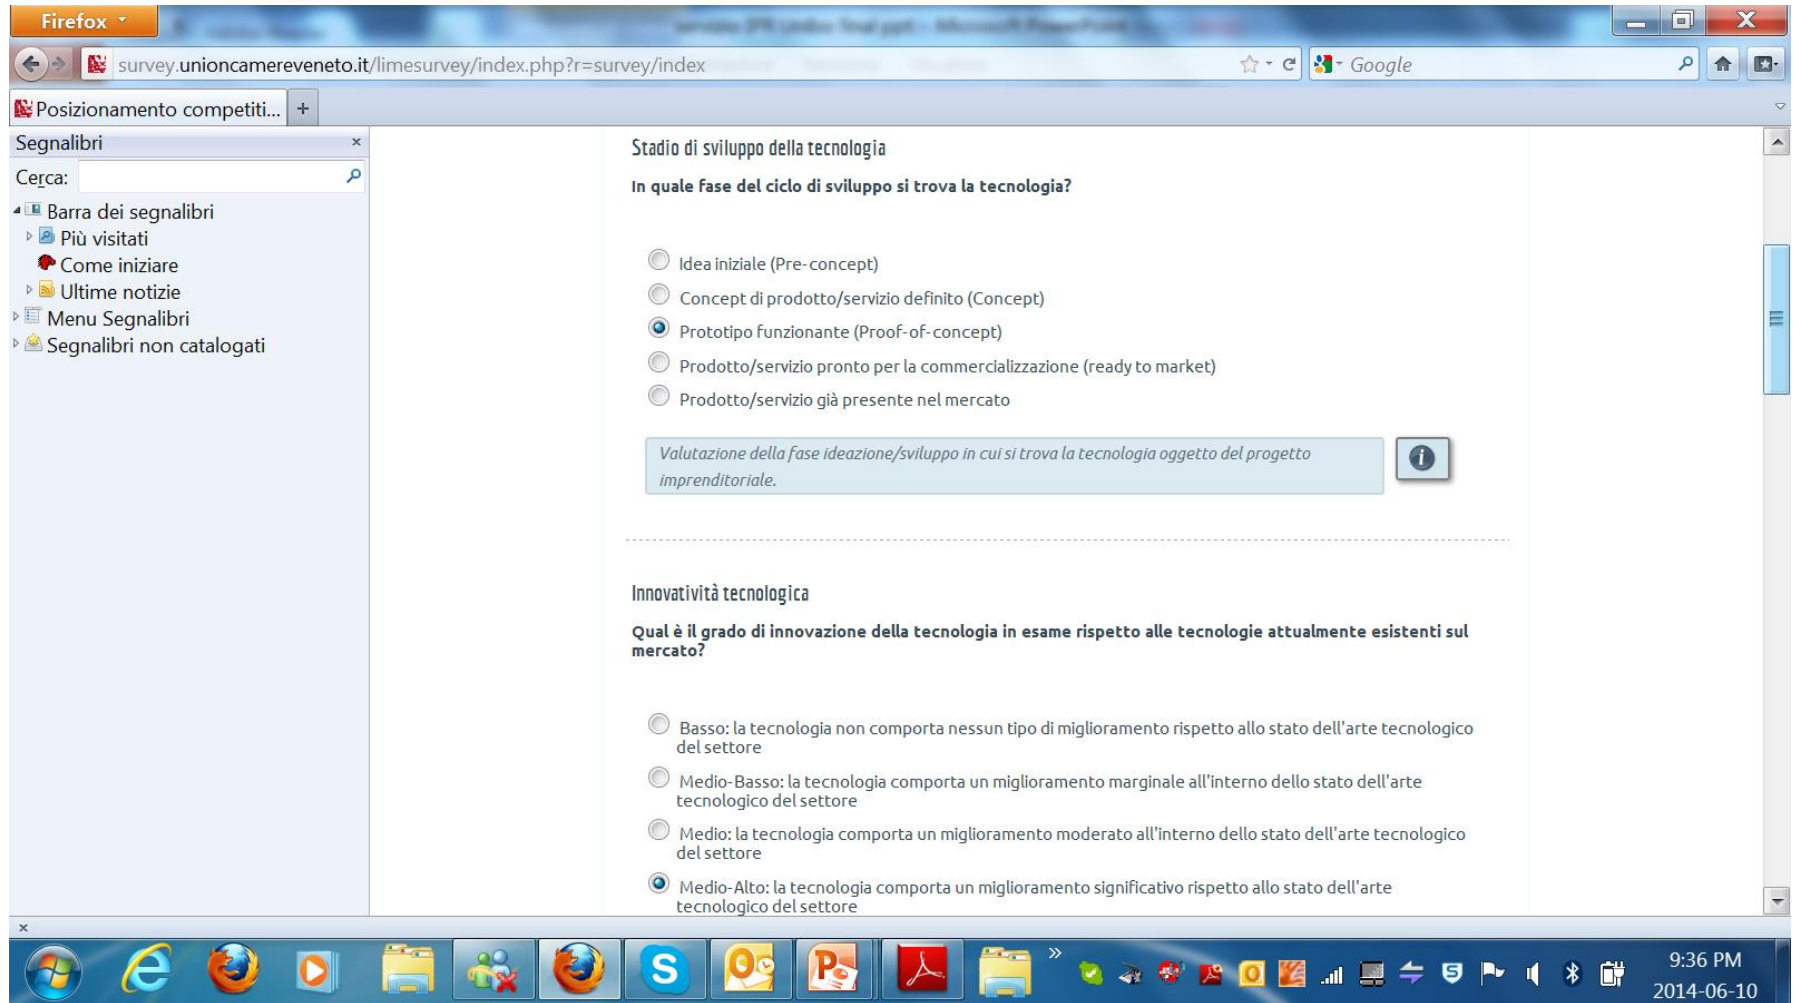 Firefox
servizio IPR Unibo final ppt - Microsoft PowerPoint
survey.unioncamereveneto.it/limesurvey/index.php?r=survey/index
Google
Posizionamento competiti...
+
Segnalibri
x
Cerca:
Barra dei segnalibri
Più visitati
Come iniziare
Ultime notizie
Menu Segnalibri
Segnalibri non catalogati
Stadio di sviluppo della tecnologia
In quale fase del ciclo di sviluppo si trova la tecnologia?
Idea iniziale (Pre-concept)
Concept di prodotto/servizio definito (Concept)
Prototipo funzionante (Proof-of-concept)
Prodotto/servizio pronto per la commercializzazione (ready to market)
Prodotto/servizio già presente nel mercato
Valutazione della fase ideazione/sviluppo in cui si trova la tecnologia oggetto del progetto
imprenditoriale.
Innovatività tecnologica
Qual è il grado di innovazione della tecnologia in esame rispetto alle tecnologie attualmente esistenti sul
mercato?
Basso: la tecnologia non comporta nessun tipo di miglioramento rispetto allo stato dell'arte tecnologico
del settore
Medio-Basso: la tecnologia comporta un miglioramento marginale all'interno dello stato dell'arte
tecnologico del settore
Medio: la tecnologia comporta un miglioramento moderato all'interno dello stato dell'arte tecnologico
del settore
Medio-Alto: la tecnologia comporta un miglioramento significativo rispetto allo stato dell'arte
tecnologico del settore
x
9:36 PM
2014-06-10